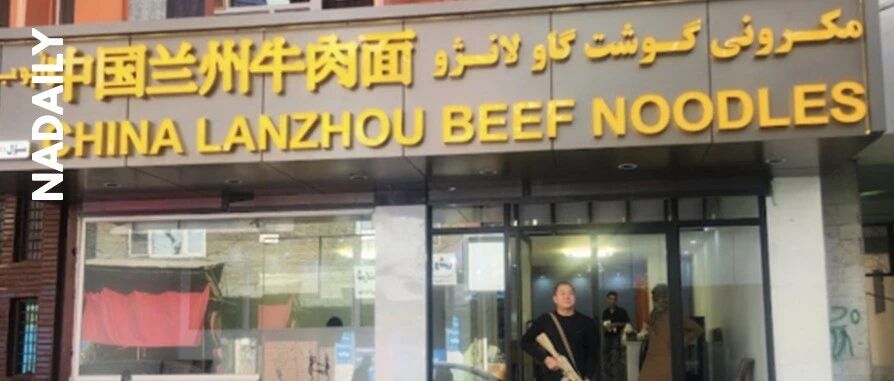 中国兰州牛肉面
مکرونی گوشت گاو لانژو
CHINA LANZHOU BEEF NOODLES
NADAILY